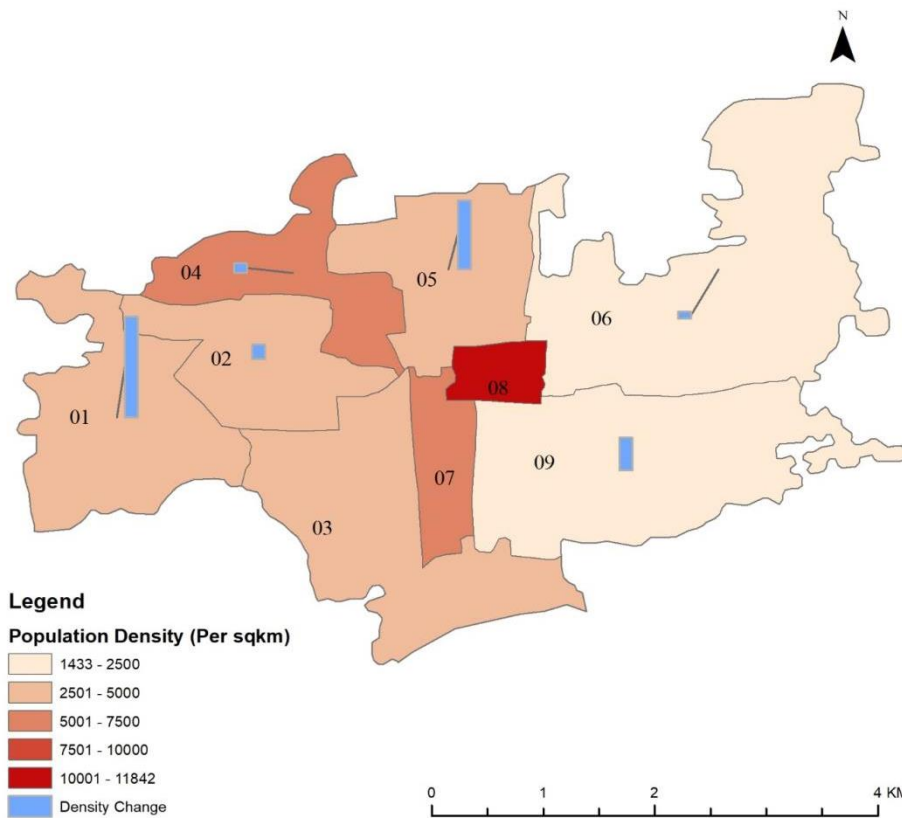 N
04
05
06
02
08
01
09
07
03
Legend
Population Density (Per sqkm)
1433 - 2500
2501 - 5000
5001 - 7500
7501 - 10000
10001 - 11842
Density Change
0 1 2 4 KM